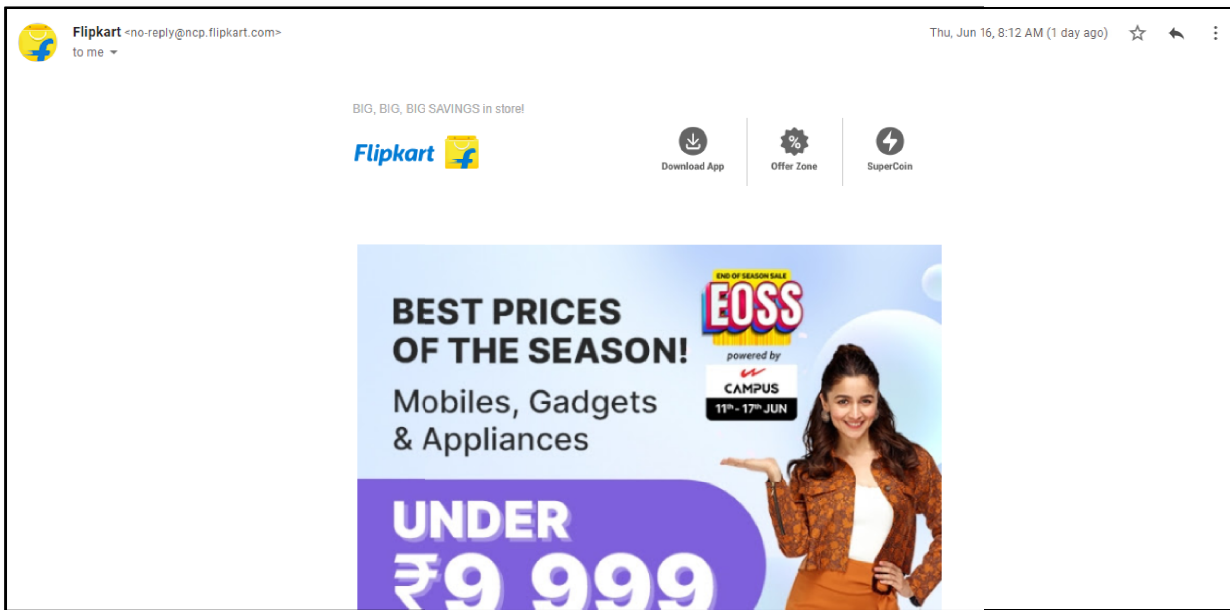 Flipkart <no-reply@ncp.flipkart.com>
Thu, Jun 16, 8:12 AM (1 day ago)
to me
BIG, BIG, BIG SAVINGS in store!
Flipkart
Download App
Offer Zone
SuperCoin
BEST PRICES
OF THE SEASON!
Mobiles, Gadgets
& Appliances
END OF SEASON SALE
EOSS
powered by
CAMPUS
11th - 17th JUN
UNDER
₹9 999